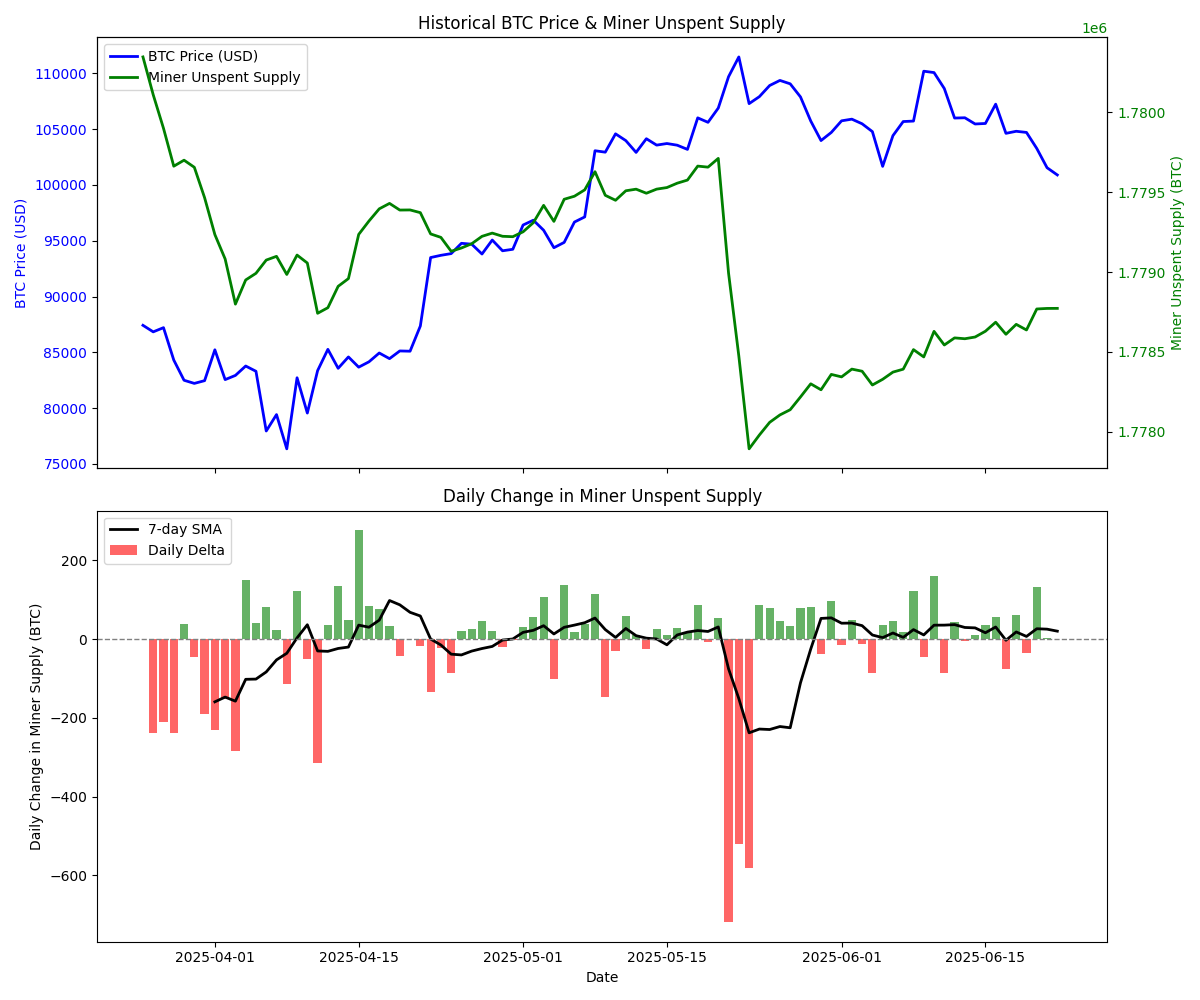 Historical BTC Price & Miner Unspent Supply
1e6
BTC Price (USD)
Miner Unspent Supply
110000
105000
100000
95000
90000
85000
80000
75000
BTC Price (USD)
1.7800
1.7795
1.7790
1.7785
1.7780
Miner Unspent Supply (BTC)
Daily Change in Miner Unspent Supply
7-day SMA
Daily Delta
200
0
−200
−400
−600
Daily Change in Miner Supply (BTC)
2025-04-01 2025-04-15 2025-05-01 2025-05-15 2025-06-01 2025-06-15
Date